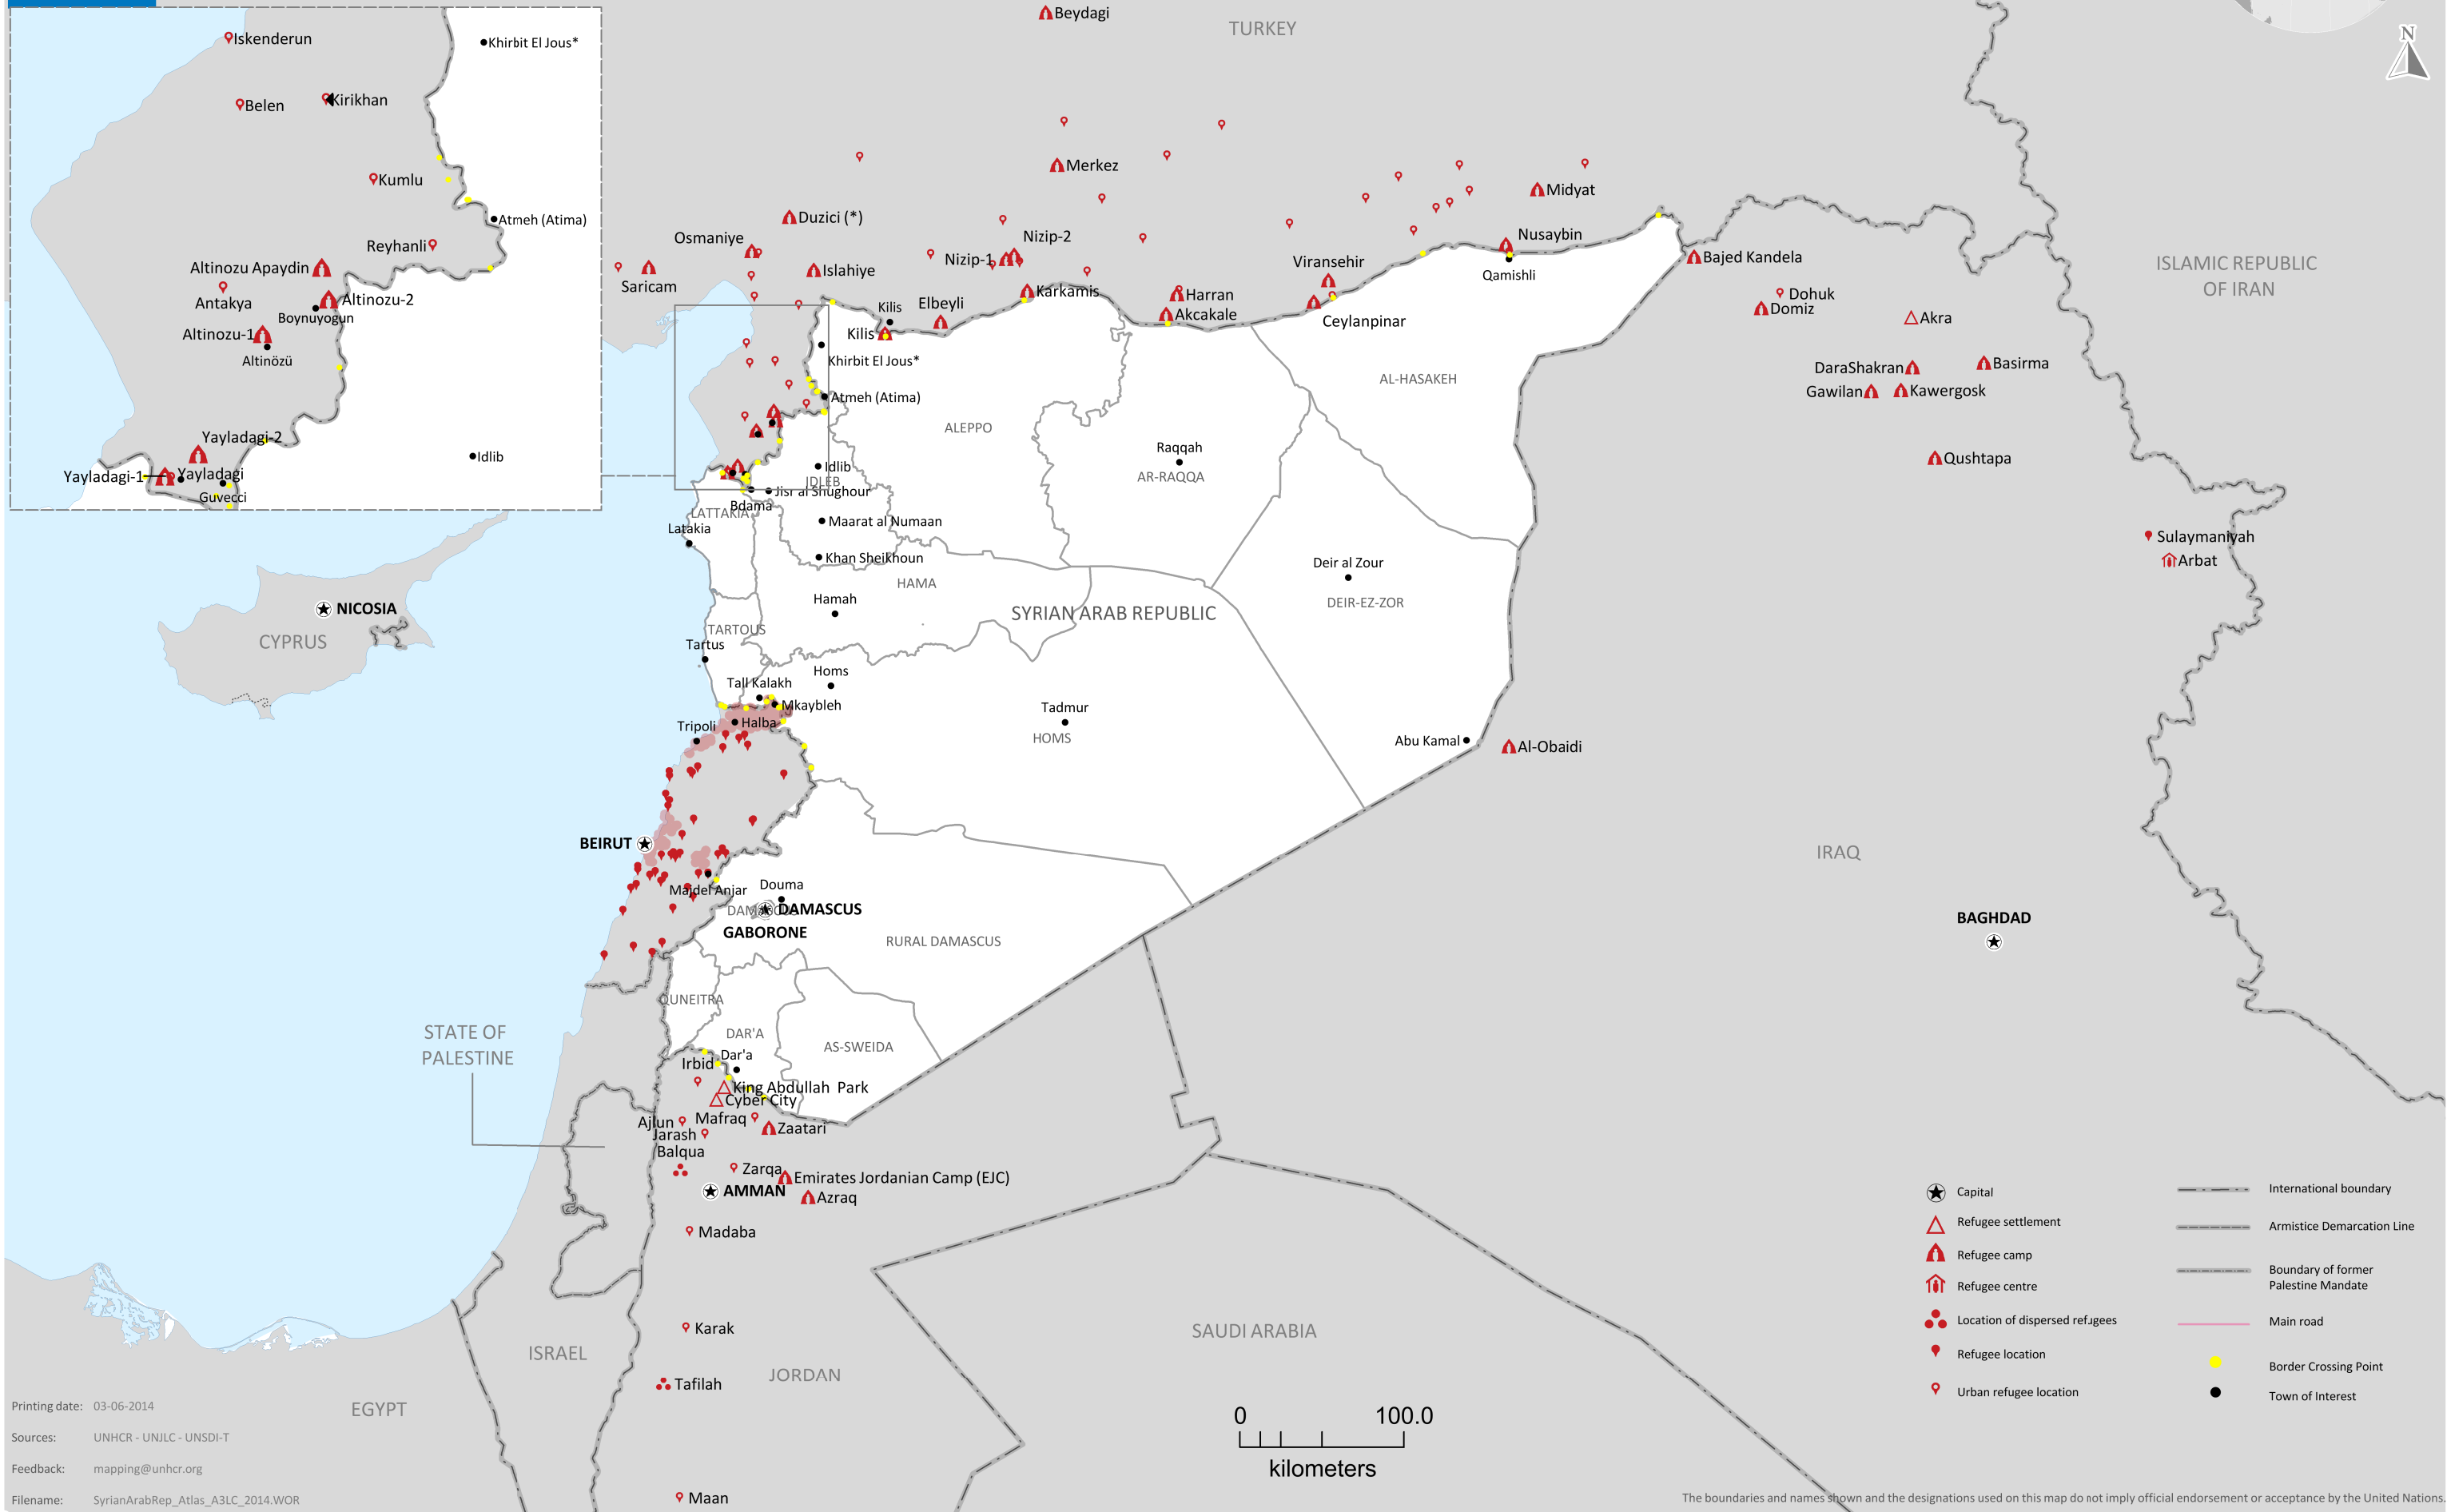 Iskenderun
Khirbit El Jous*
Belen
Kirikhan
Kumlu
Atmeh (Atima)
Reyhanli
Altinozu Apaydin
Antakya
Altinozu-2
Boynuyogun
Altinozu-1
Altinözü
Yayladagi-2
Idlib
Yayladagi-1
Yayladagi
Guvecci
Beydagi
TURKEY
N
Merkez
Midyat
Duzici (*)
Osmaniye
Nizip-2
Nusaybin
Nizip-1
Bajed Kandela
Islahiye
Viransehir
Qamishli
ISLAMIC REPUBLIC
OF IRAN
Saricam
Karkamis
Harran
Dohuk
Kilis
Elbeyli
Domiz
Akcakale
Ceylanpinar
Akra
Kilis
Khirbit El Jous*
DaraShakran
Basirma
AL-HASAKEH
Gawilan
Kawergosk
Atmeh (Atima)
ALEPPO
Raqqah
Qushtapa
Idlib
AR-RAQQA
IDLEB
Jisr al Shughour
Bdama
LATTAKIA
Maarat al Numaan
Latakia
Sulaymaniyah
Khan Sheikhoun
Deir al Zour
Arbat
HAMA
Hamah
DEIR-EZ-ZOR
NICOSIA
SYRIAN ARAB REPUBLIC
CYPRUS
TARTOUS
Tartus
Homs
Tall Kalakh
Mkaybleh
Tadmur
Halba
Tripoli
HOMS
Abu Kamal
Al-Obaidi
BEIRUT
IRAQ
Majdel Anjar
Douma
DAMASCUS
DAMASCUS
GABORONE
BAGHDAD
RURAL DAMASCUS
QUNEITRA
STATE OF
PALESTINE
DAR'A
AS-SWEIDA
Dar'a
Irbid
King Abdullah Park
Cyber City
Ajlun
Mafraq
Zaatari
Jarash
Balqua
Zarqa
Emirates Jordanian Camp (EJC)
AMMAN
Azraq
Madaba
Karak
SAUDI ARABIA
ISRAEL
JORDAN
Tafilah
EGYPT
Maan
0 100.0
kilometers
Capital
Refugee settlement
Refugee camp
Refugee centre
Location of dispersed refugees
Refugee location
Urban refugee location
International boundary
Armistice Demarcation Line
Boundary of former
Palestine Mandate
Main road
Border Crossing Point
Town of Interest
Printing date: 03-06-2014
Sources: UNHCR - UNJLC - UNSDI-T
Feedback: mapping@unhcr.org
Filename: SyrianArabRep_Atlas_A3LC_2014.WOR
The boundaries and names shown and the designations used on this map do not imply official endorsement or acceptance by the United Nations.